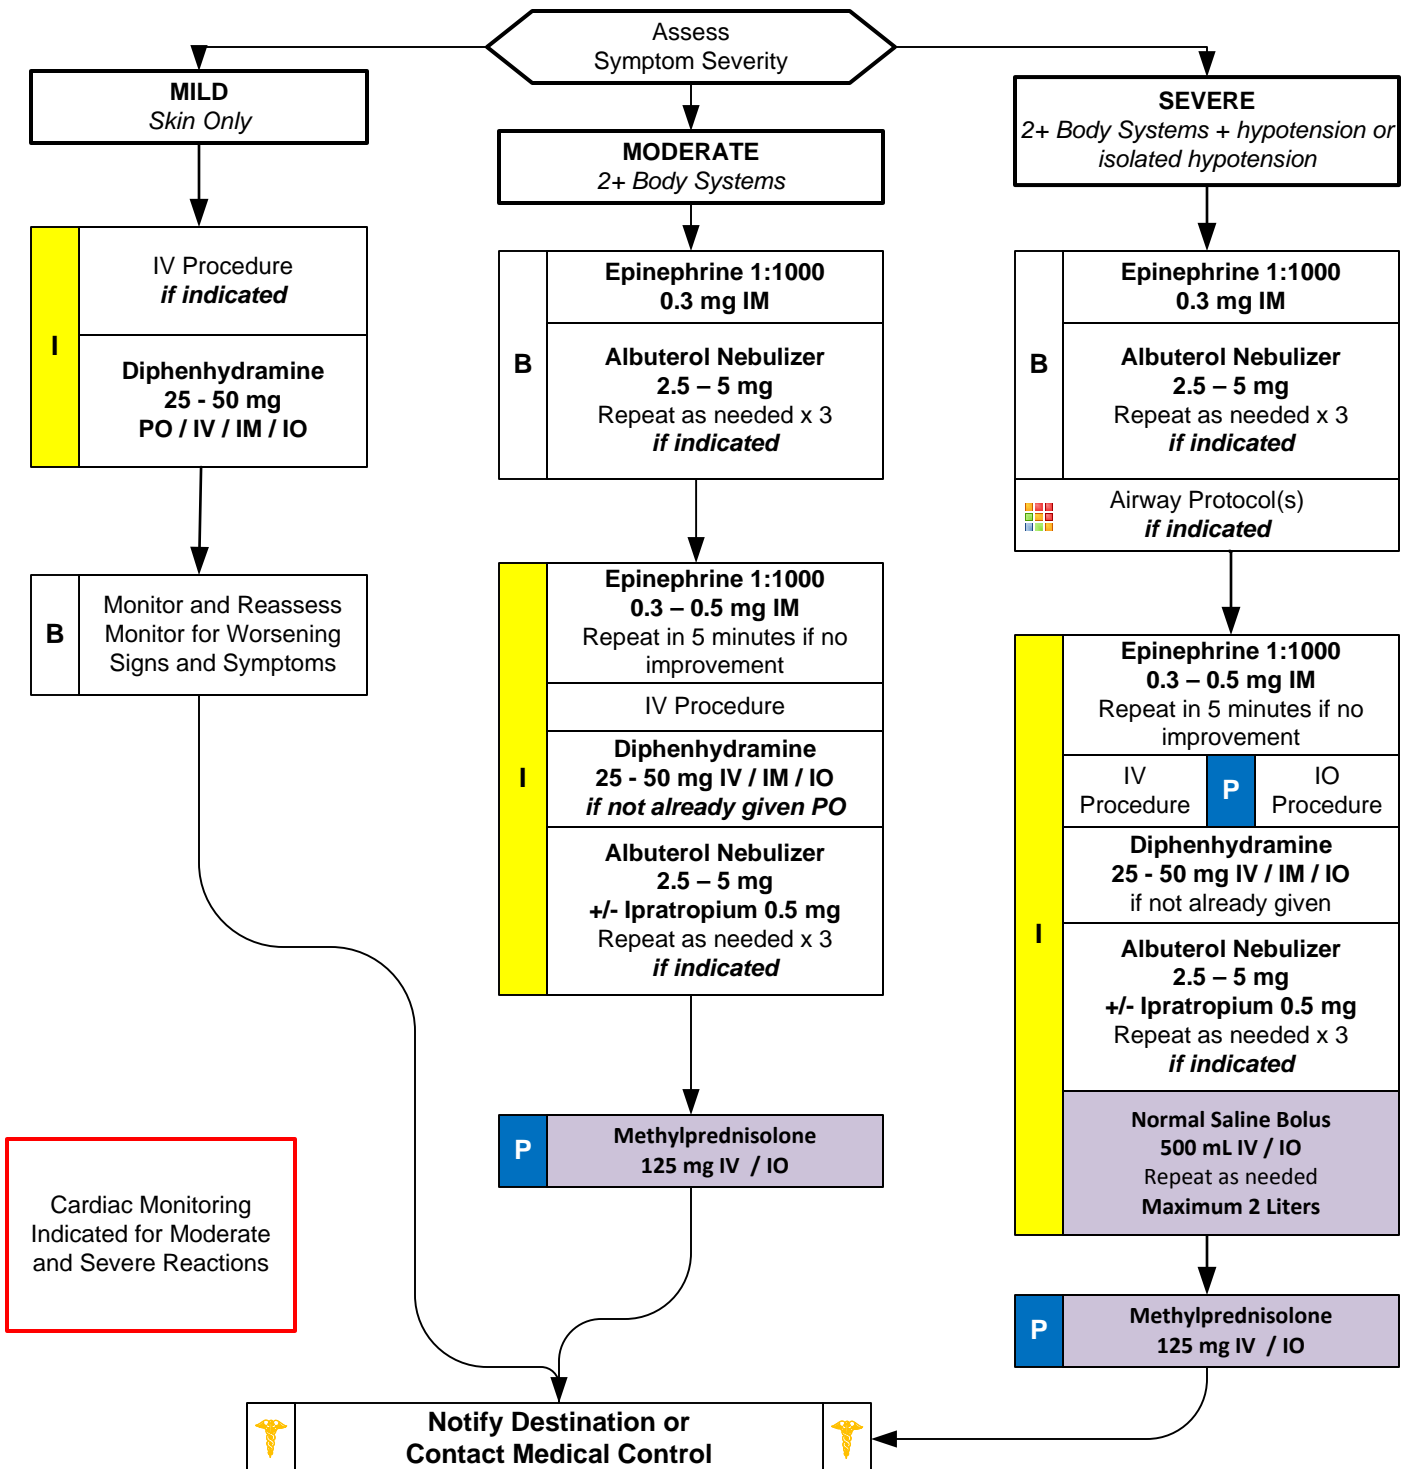 Assess
Symptom Severity
MILD
Skin Only
I
IV Procedure
if indicated
Diphenhydramine
25 - 50 mg
PO / IV / IM / IO
B
Monitor and Reassess
Monitor for Worsening
Signs and Symptoms
MODERATE
2+ Body Systems
B
Epinephrine 1:1000
0.3 mg IM
Albuterol Nebulizer
2.5 – 5 mg
Repeat as needed x 3
if indicated
I
Epinephrine 1:1000
0.3 – 0.5 mg IM
Repeat in 5 minutes if no
improvement
IV Procedure
Diphenhydramine
25 - 50 mg IV / IM / IO
if not already given PO
Albuterol Nebulizer
2.5 – 5 mg
+/- Ipratropium 0.5 mg
Repeat as needed x 3
if indicated
P
Methylprednisolone
125 mg IV / IO
SEVERE
2+ Body Systems + hypotension or
isolated hypotension
B
Epinephrine 1:1000
0.3 mg IM
Albuterol Nebulizer
2.5 – 5 mg
Repeat as needed x 3
if indicated
Airway Protocol(s)
if indicated
I
Epinephrine 1:1000
0.3 – 0.5 mg IM
Repeat in 5 minutes if no
improvement
IV
Procedure
P
IO
Procedure
Diphenhydramine
25 - 50 mg IV / IM / IO
if not already given
Albuterol Nebulizer
2.5 – 5 mg
+/- Ipratropium 0.5 mg
Repeat as needed x 3
if indicated
Normal Saline Bolus
500 mL IV / IO
Repeat as needed
Maximum 2 Liters
P
Methylprednisolone
125 mg IV / IO
Cardiac Monitoring
Indicated for Moderate
and Severe Reactions
Notify Destination or
Contact Medical Control